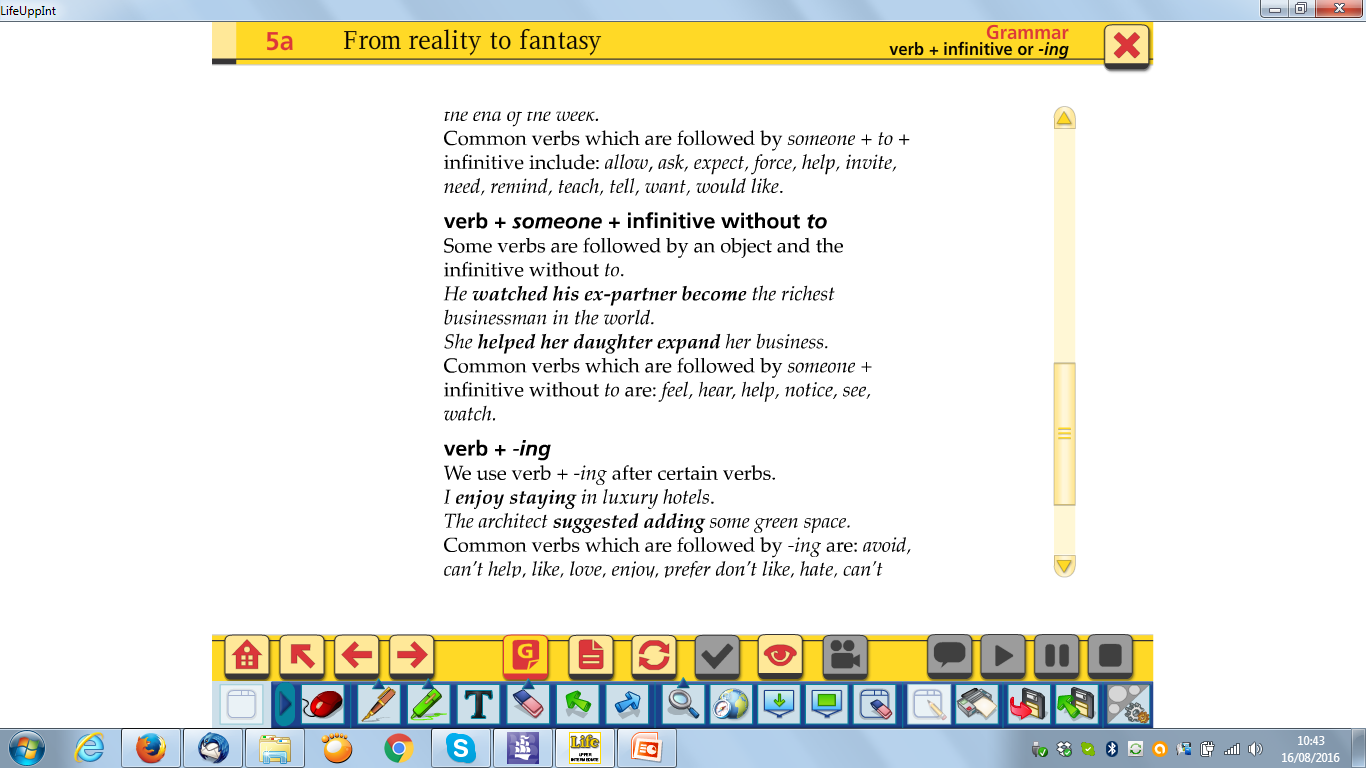 LifeUppInt
5a From reality to fantasy
Grammar
verb + infinitive or -ing
the end of the week.
Common verbs which are followed by someone + to +
infinitive include: allow, ask, expect, force, help, invite,
need, remind, teach, tell, want, would like.
verb + someone + infinitive without to
Some verbs are followed by an object and the
infinitive without to.
He watched his ex-partner become the richest
businessman in the world.
She helped her daughter expand her business.
Common verbs which are followed by someone +
infinitive without to are: feel, hear, help, notice, see,
watch.
verb + -ing
We use verb + -ing after certain verbs.
I enjoy staying in luxury hotels.
The architect suggested adding some green space.
Common verbs which are followed by -ing are: avoid,
can't help, like, love, enjoy, prefer don't like, hate, can't
G
T
Life
UPPER
INTERMEDIATE
10:43
16/08/2016